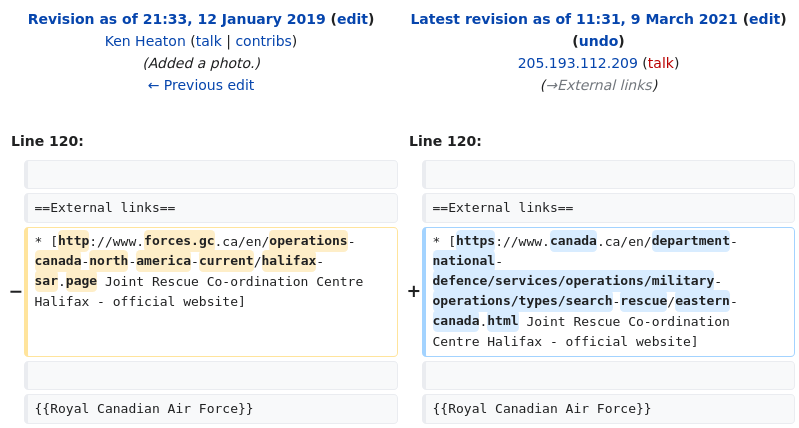 Revision as of 21:33, 12 January 2019 (edit)
Ken Heaton (talk | contribs)
(Added a photo.)
← Previous edit
Latest revision as of 11:31, 9 March 2021 (edit)
(undo)
205.193.112.209 (talk)
(→External links)
Line 120:
Line 120:
==External links==
==External links==
−
* [http://www.forces.gc.ca/en/operations-
canada-north-america-current/halifax-
sar.page Joint Rescue Co-ordination Centre
Halifax - official website]
+
* [https://www.canada.ca/en/department-
national-
defence/services/operations/military-
operations/types/search-rescue/eastern-
canada.html Joint Rescue Co-ordination
Centre Halifax - official website]
{{Royal Canadian Air Force}}
{{Royal Canadian Air Force}}